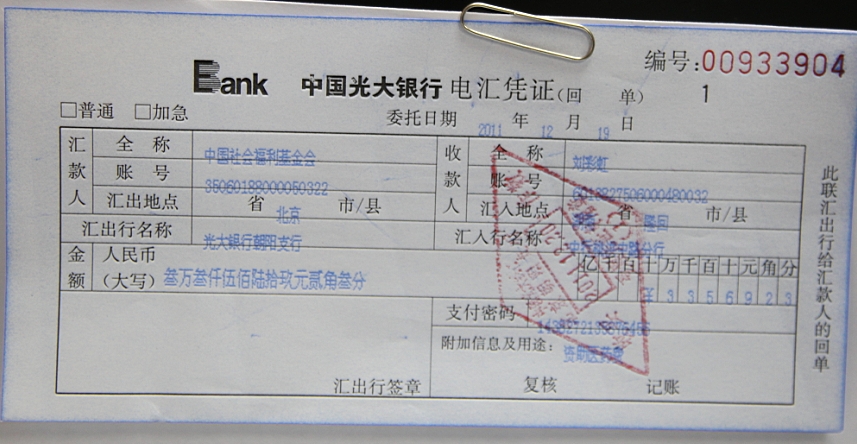 编号:00933904
Bank 中国光大银行 电汇凭证(回 单) 1
□普通 □加急 委托日期 2011 年 12 月 19 日
汇款人 全称 中国社会福利基金会 收款人 全称 刘彩虹
账号 35060188000050322 账号
汇出地点 省 北京 市/县 汇入地点 省 隆回 市/县
汇出行名称 光大银行朝阳支行 汇入行名称
金额 人民币 亿千百十万千百十元角分
(大写) 叁万叁仟伍佰陆拾玖元贰角叁分 ¥ 3 3 5 6 9 2 3
支付密码
附加信息及用途: 资助医药费
汇出行签章 复核 记账
此联汇出行给汇款人的回单